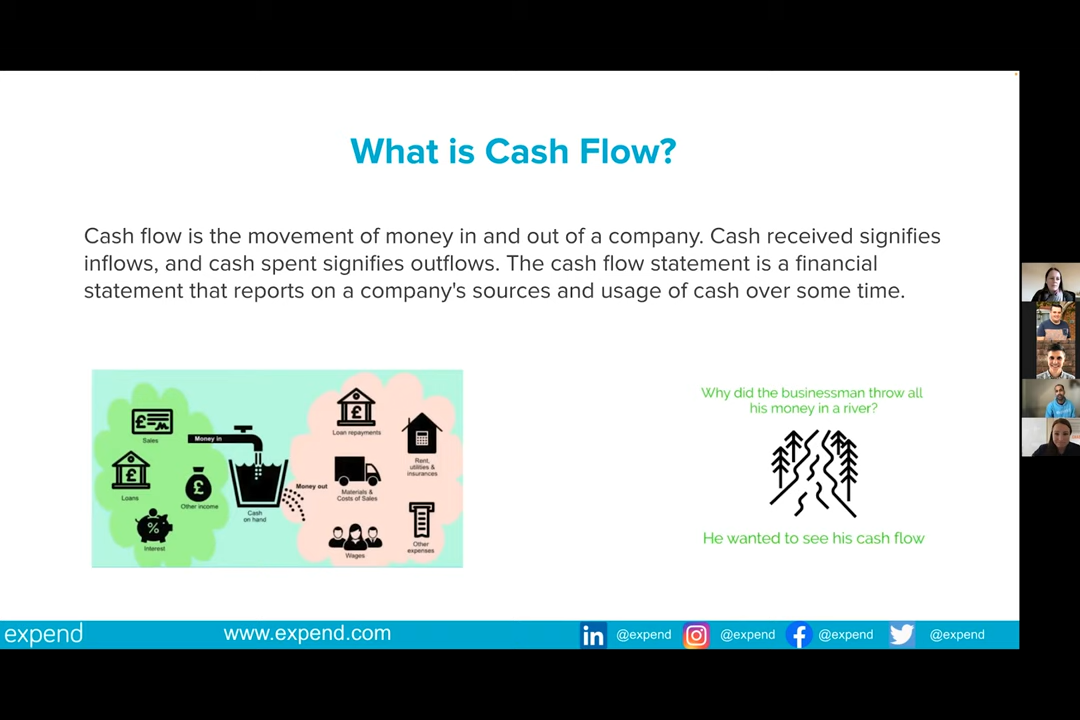 What is Cash Flow?
Cash flow is the movement of money in and out of a company. Cash received signifies
inflows, and cash spent signifies outflows. The cash flow statement is a financial
statement that reports on a company's sources and usage of cash over some time.
Sales
Loans
Other income
Interest
Money in
Cash
on hand
Money out
Loan repayments
Rent,
utilities &
insurances
Materials &
Costs of Sales
Wages
Other
expenses
Why did the businessman throw all
his money in a river?
He wanted to see his cash flow
expend
www.expend.com
in @expend
@expend
f @expend
@expend